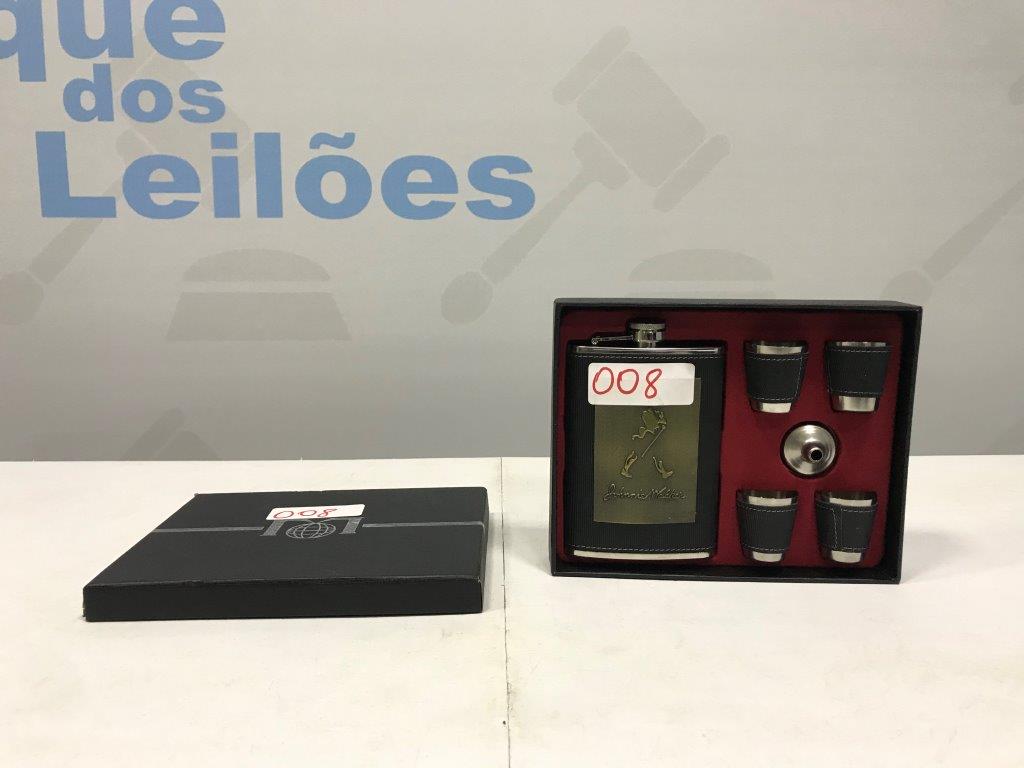 que
dos
Leilões
008
008
Johnnie Walker